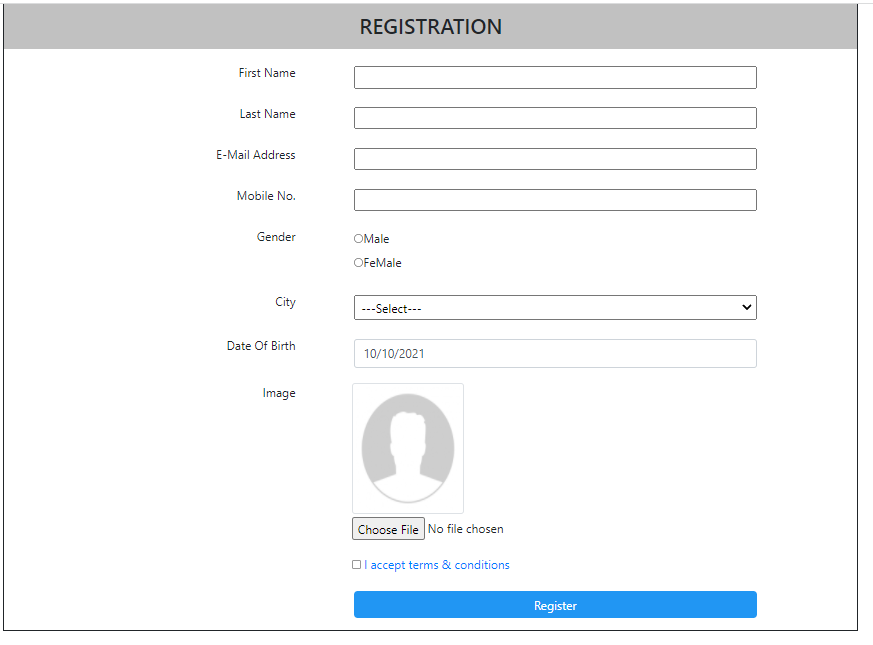 REGISTRATION
First Name
Last Name
E-Mail Address
Mobile No.
Gender
Male
FeMale
City
---Select---
Date Of Birth
10/10/2021
Image
Choose File No file chosen
I accept terms & conditions
Register